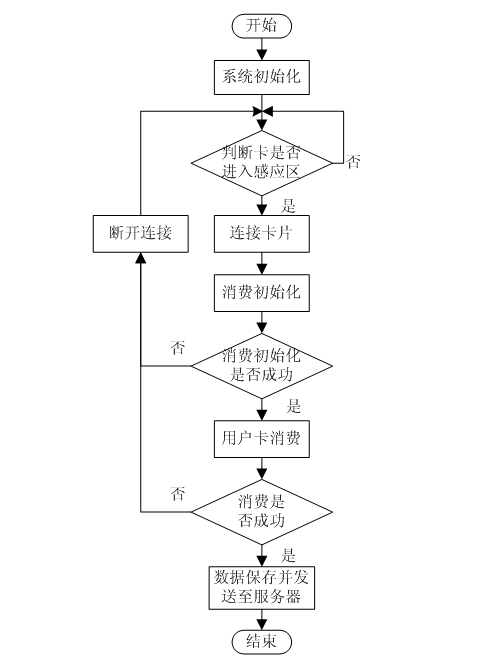 开始
系统初始化
判断卡是否
进入感应区
否
是
断开连接
连接卡片
消费初始化
否
消费初始化
是否成功
是
用户卡消费
否
消费是
否成功
是
数据保存并发
送至服务器
结束